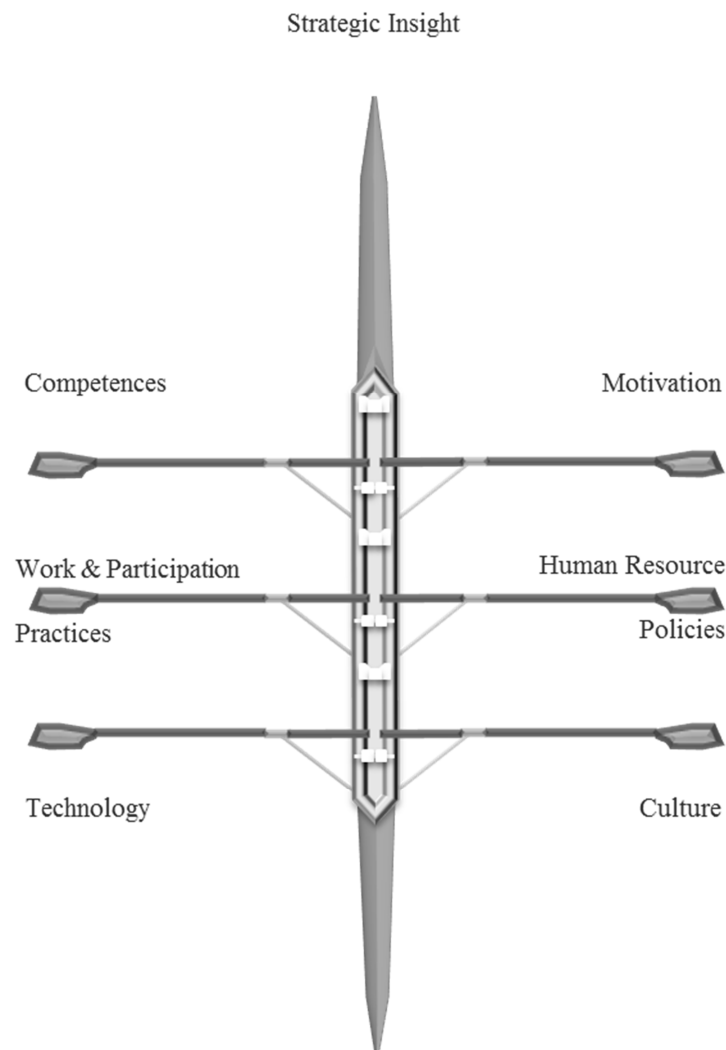 Strategic Insight
Competences
Motivation
Work & Participation
Practices
Human Resource
Policies
Technology
Culture